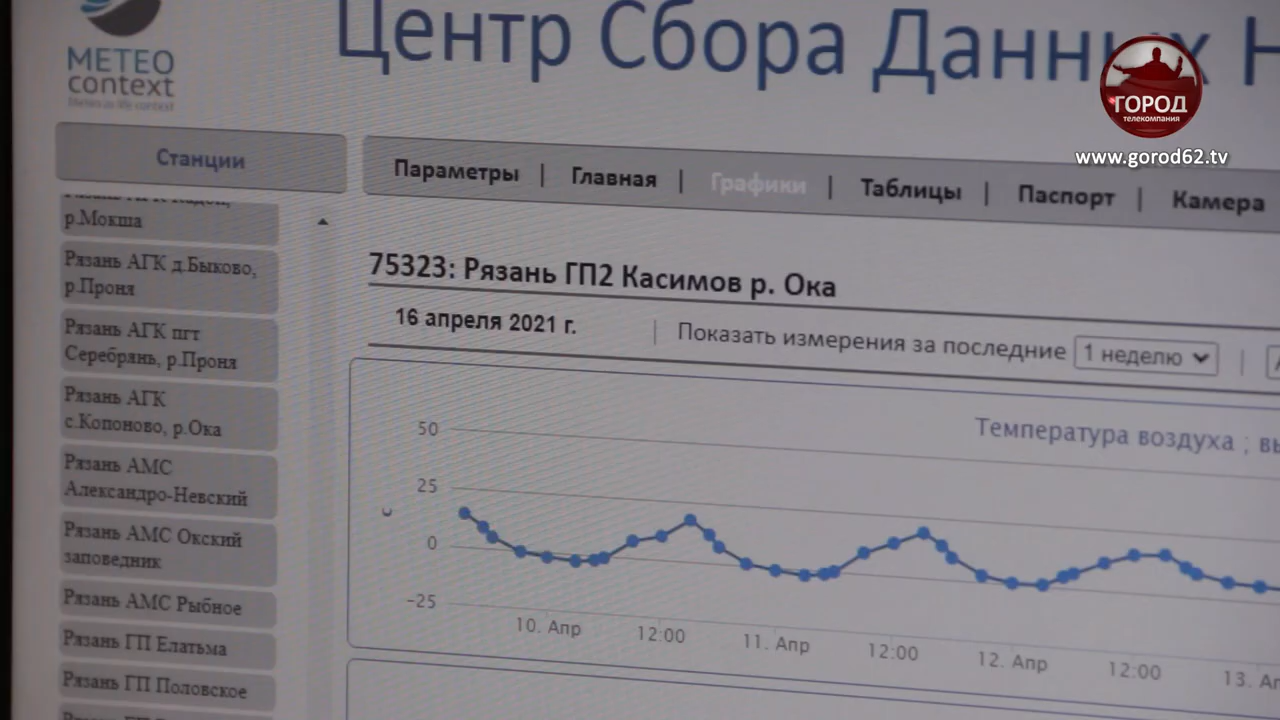 METEO
context
Meteo as life context
Центр Сбора Данных
ГОРОД
телекомпания
www.gorod62.tv
Станции
Параметры | Главная | Графики | Таблицы | Паспорт | Камера
р.Мокша
Рязань АГК д.Быково,
р.Проня
Рязань АГК пгт
Серебрянь, р.Проня
Рязань АГК
с.Копоново, р.Ока
Рязань АМС
Александро-Невский
Рязань АМС Окский
заповедник
Рязань АМС Рыбное
Рязань ГП Елатьма
Рязань ГП Половское
75323: Рязань ГП2 Касимов р. Ока
16 апреля 2021 г. | Показать измерения за последние 1 неделю |
Температура воздуха ;
50
25
0
-25
C
10. Апр 12:00 11. Апр 12:00 12. Апр 12:00 13.